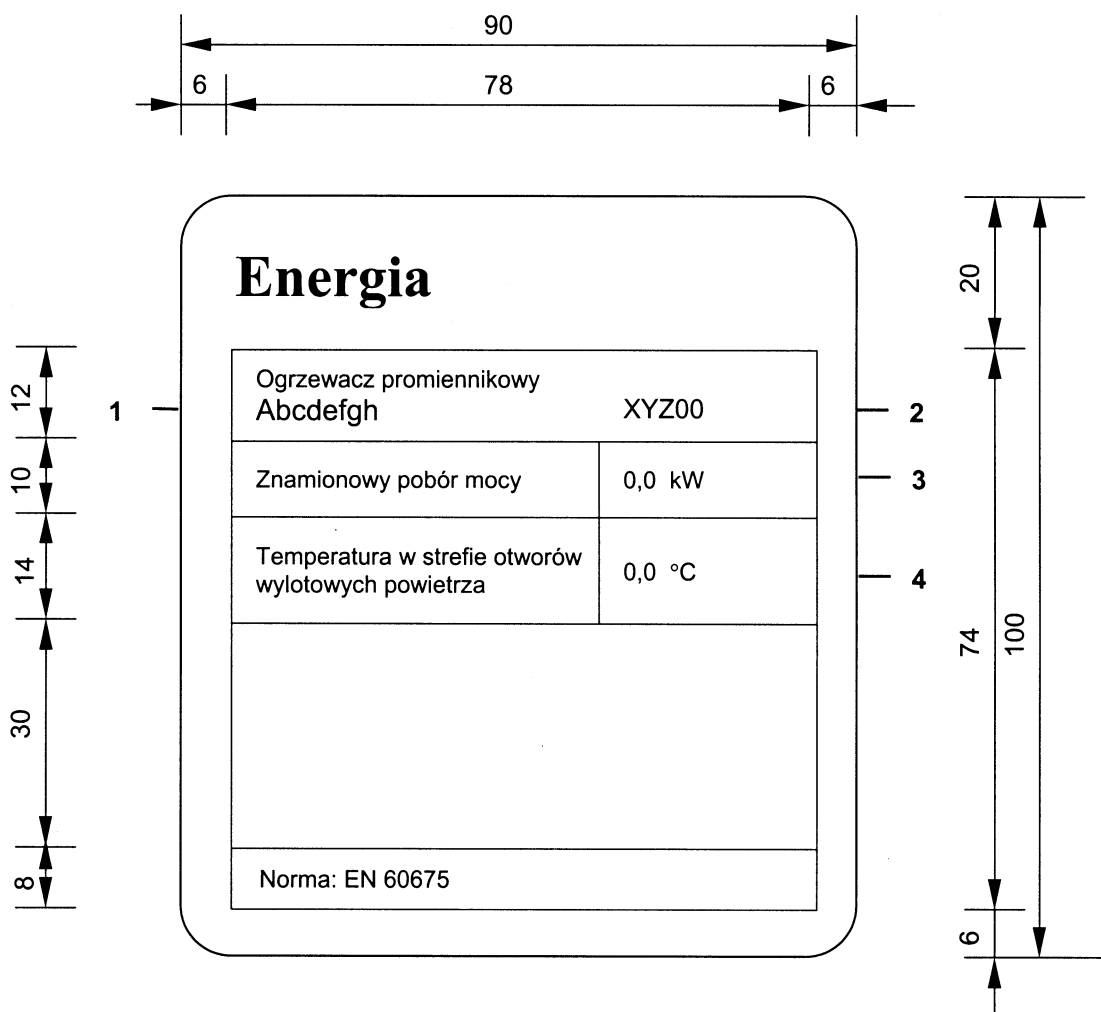 90
6 78 6
Energia
20
12
Ogrzewacz promiennikowy
1 Abcdefgh XYZ00 2
10
Znamionowy pobór mocy 0,0 kW 3
14
Temperatura w strefie otworów
wylotowych powietrza 0,0 °C 4
74
100
30
8
Norma: EN 60675
6